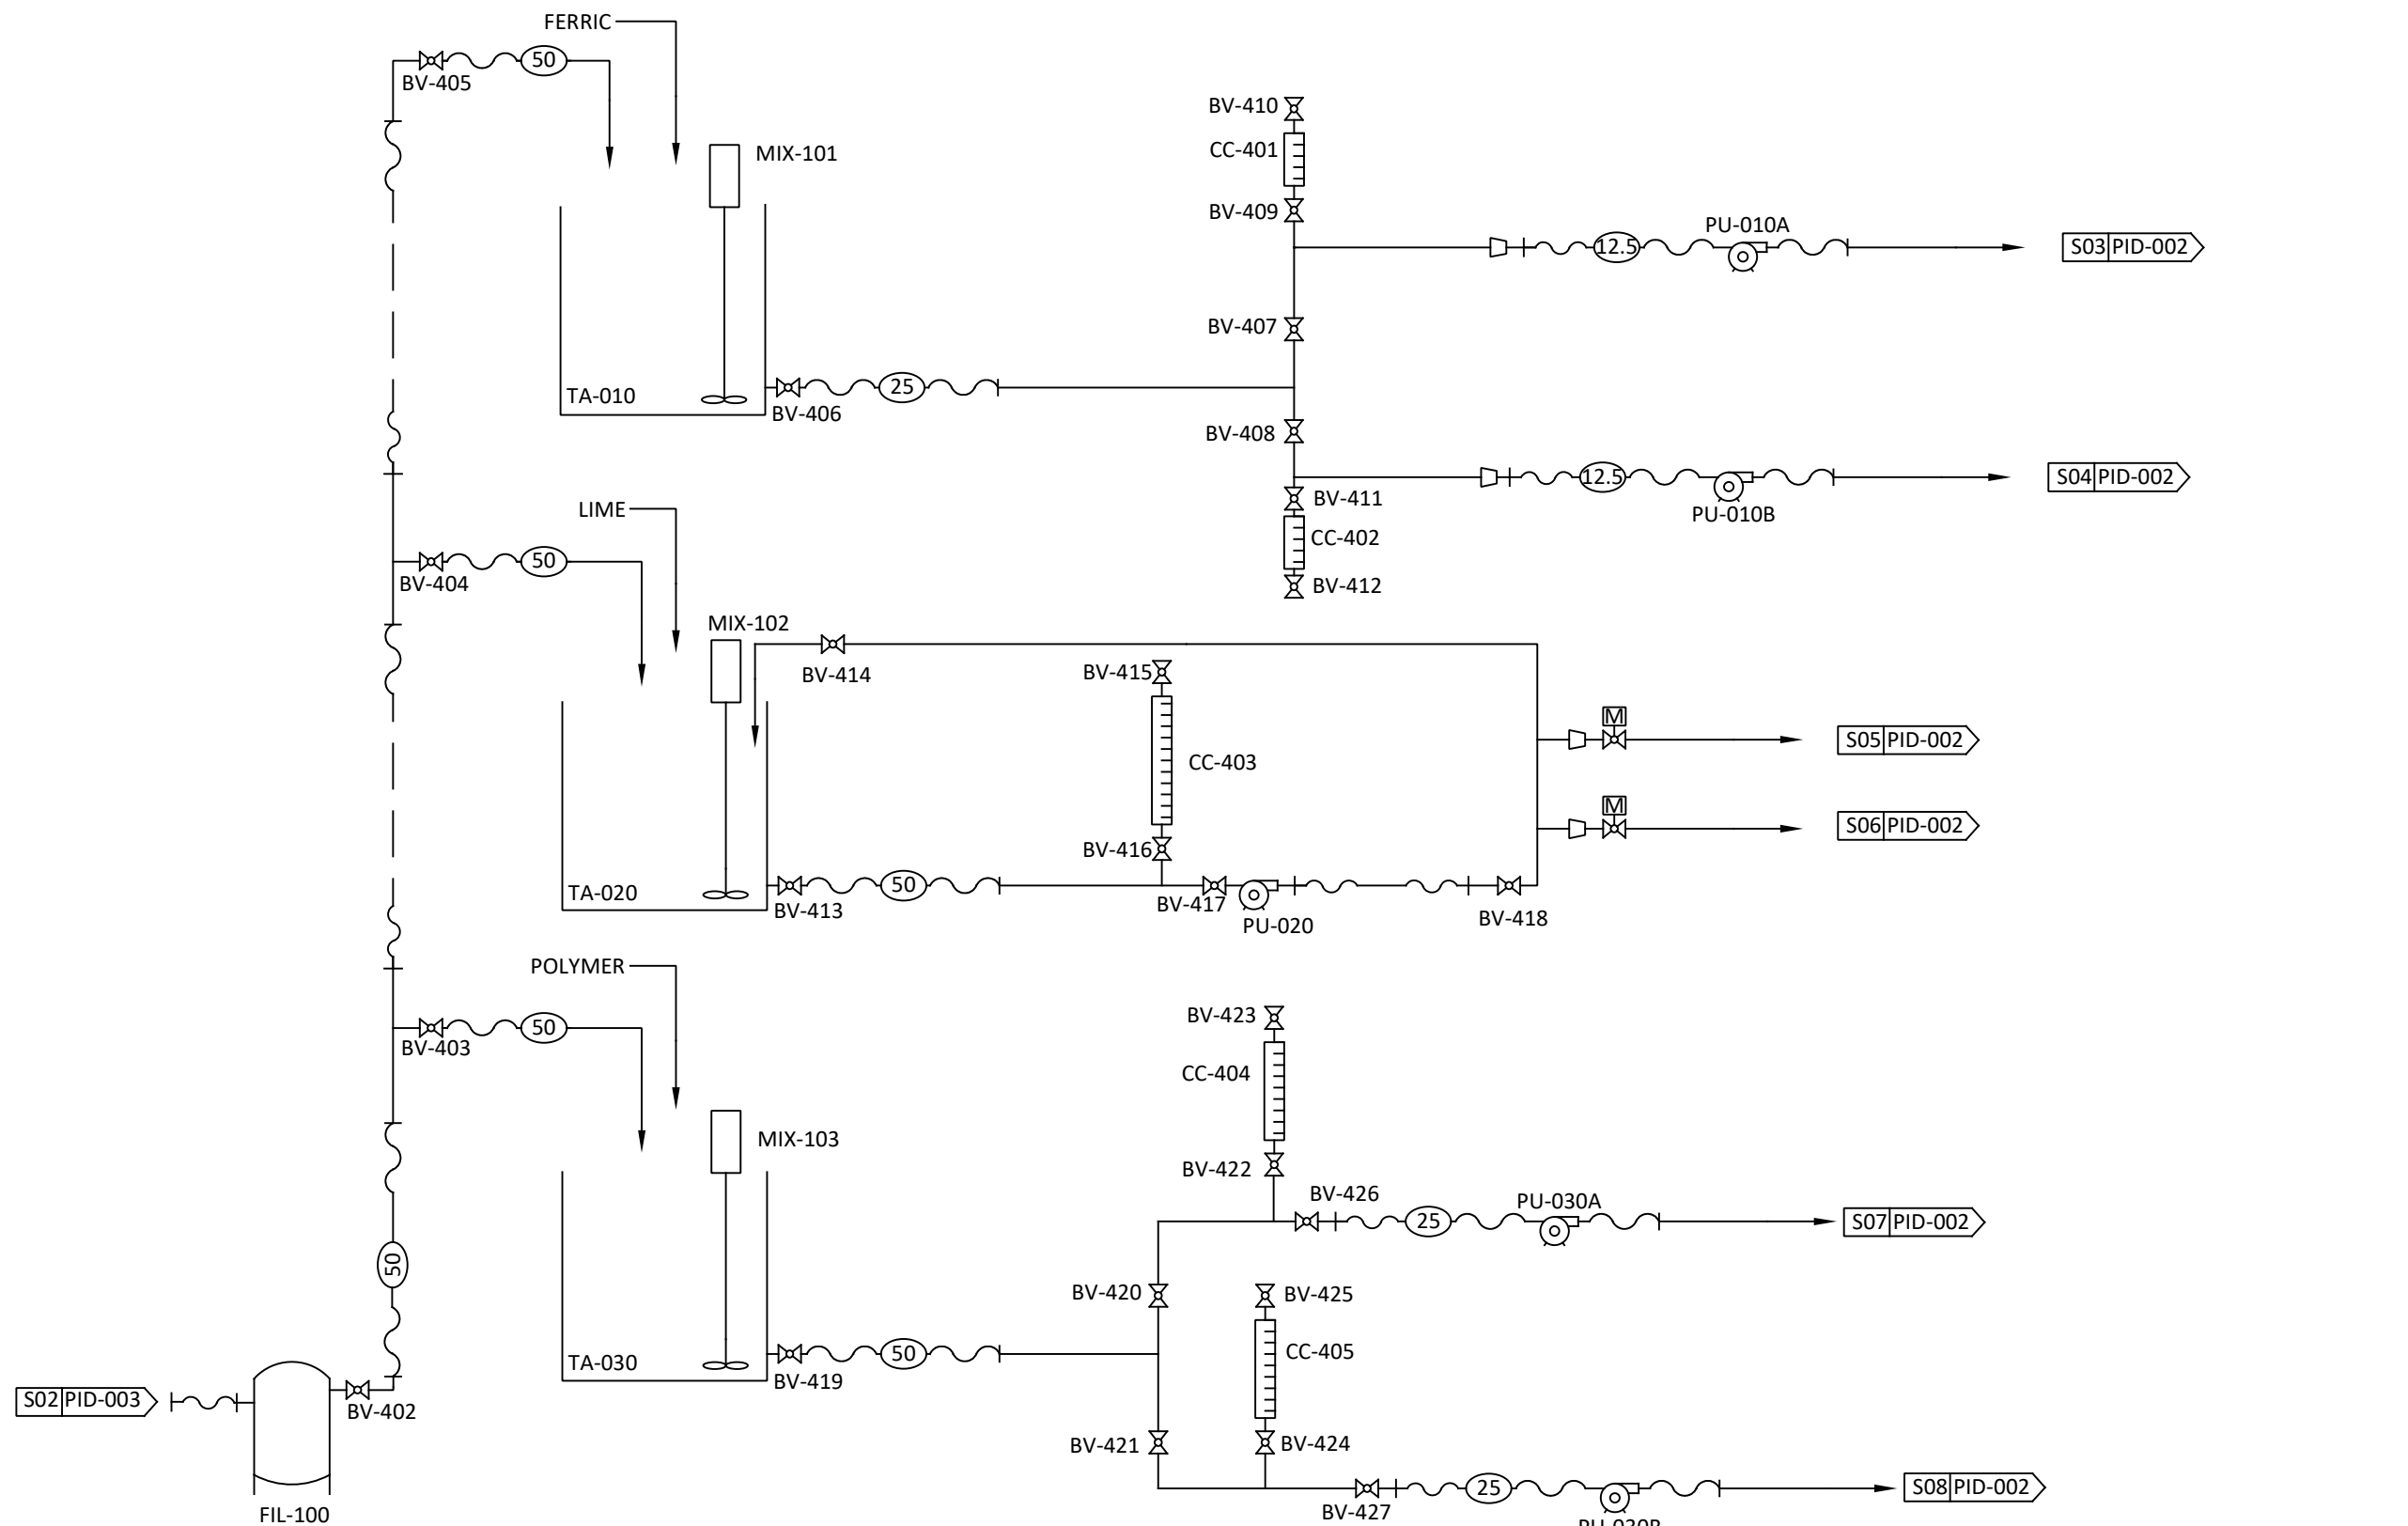 FERRIC
50
BV-405
MIX-101
TA-010
BV-406
25
BV-410
CC-401
BV-409
BV-407
BV-408
BV-411
CC-402
BV-412
12.5
PU-010A
S03 PID-002
12.5
PU-010B
S04 PID-002
LIME
50
BV-404
MIX-102
BV-414
TA-020
BV-413
50
BV-415
CC-403
BV-416
BV-417
PU-020
BV-418
M
S05 PID-002
M
S06 PID-002
POLYMER
50
BV-403
MIX-103
TA-030
BV-419
50
BV-423
CC-404
BV-422
BV-426
25
PU-030A
S07 PID-002
BV-420
BV-425
CC-405
BV-421
BV-424
BV-427
25
PU-030B
S08 PID-002
50
S02 PID-003
BV-402
FIL-100